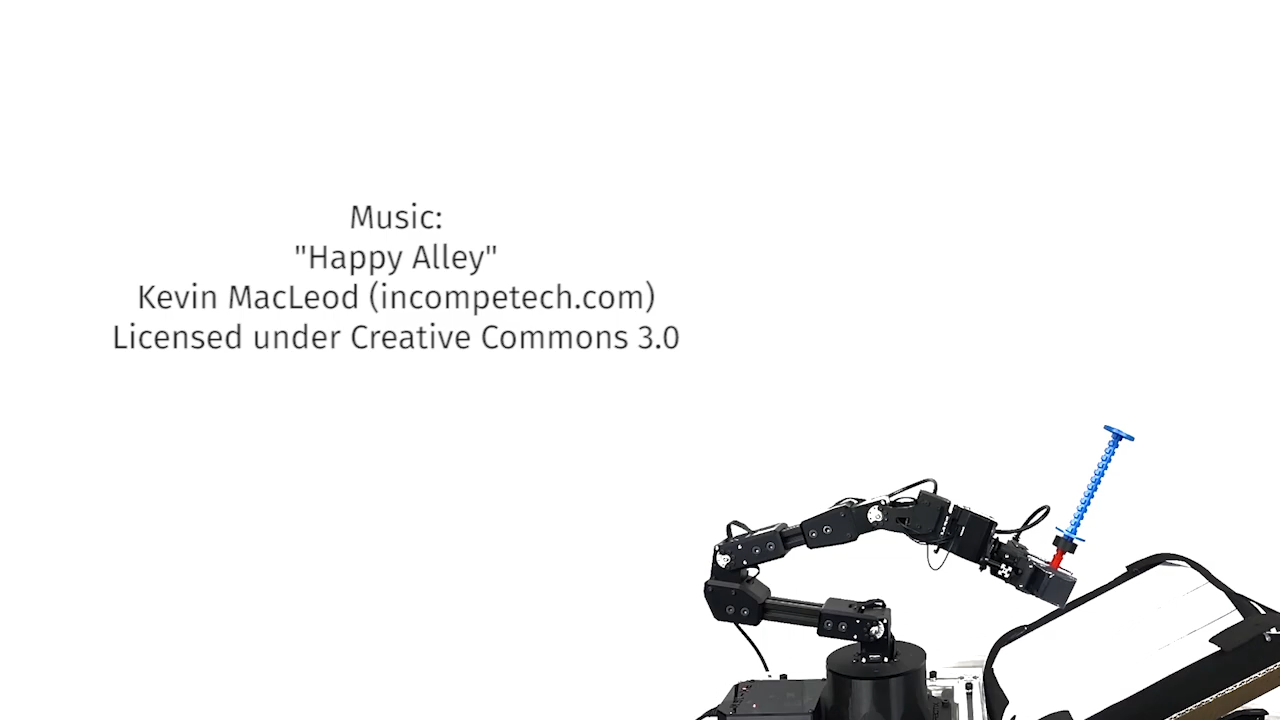 Music:
"Happy Alley"
Kevin MacLeod (incompetech.com)
Licensed under Creative Commons 3.0